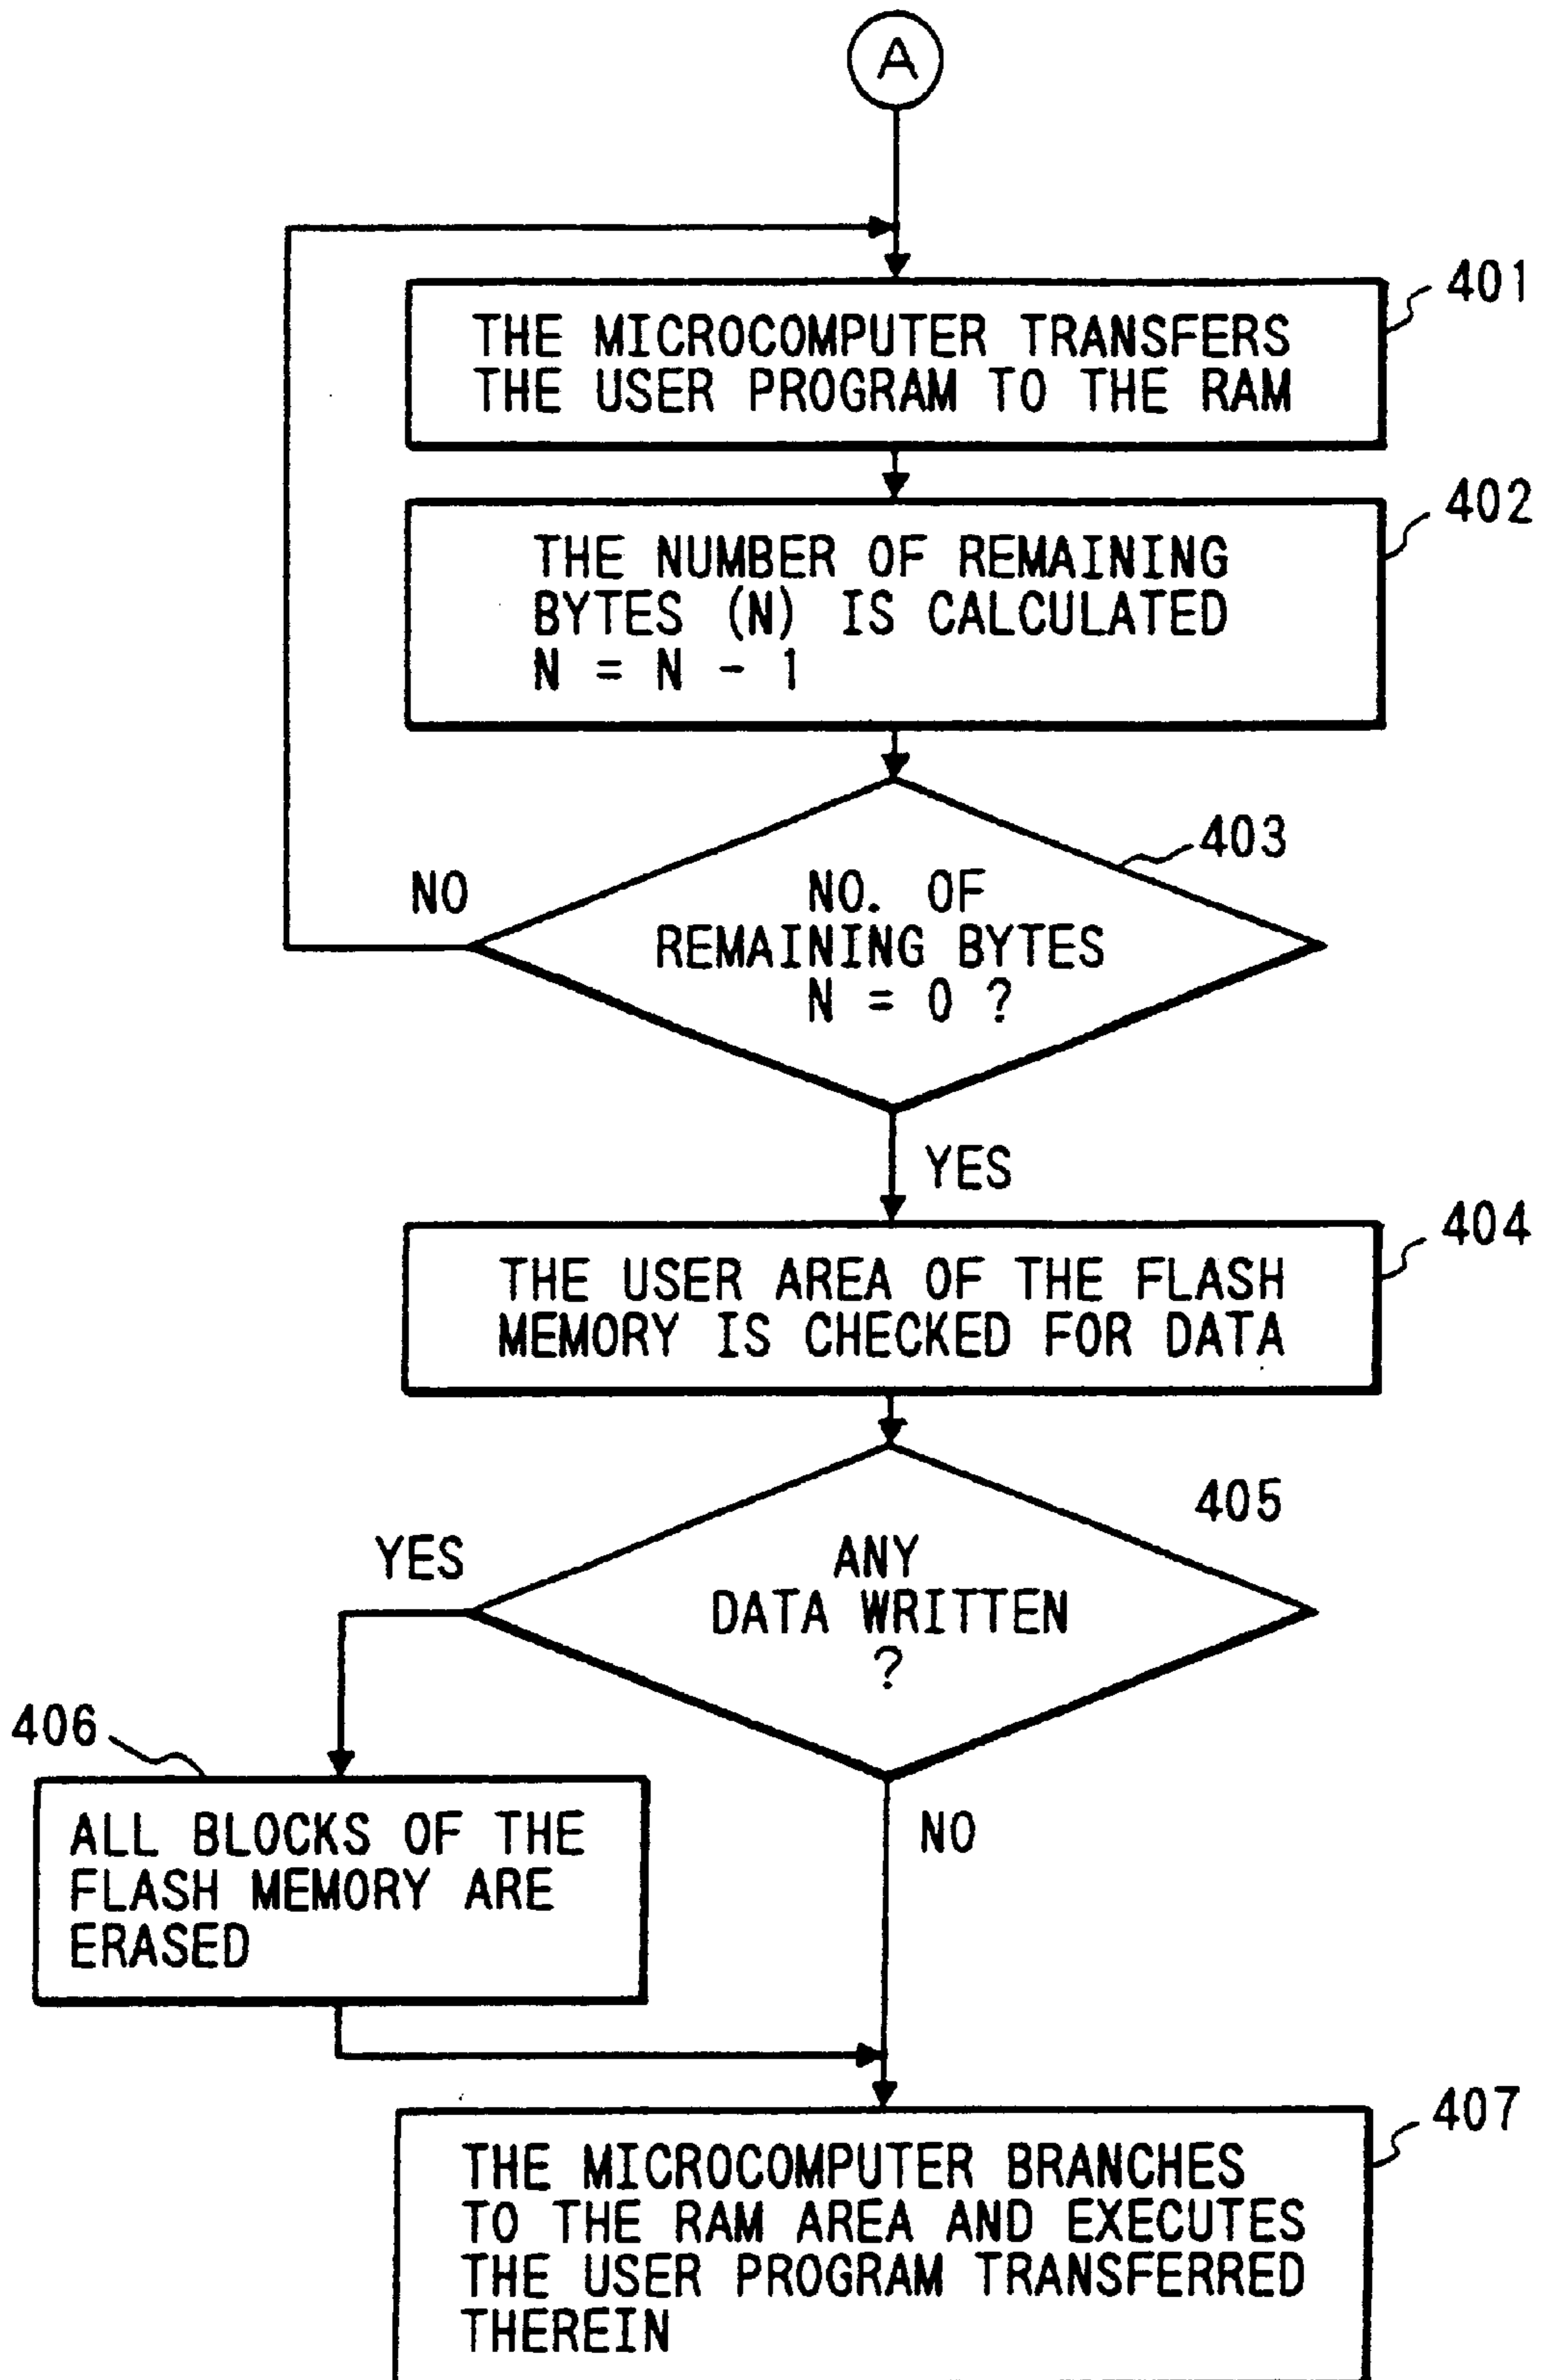 A
401
THE MICROCOMPUTER TRANSFERS
THE USER PROGRAM TO THE RAM
402
THE NUMBER OF REMAINING
BYTES (N) IS CALCULATED
N = N - 1
403
NO
NO. OF
REMAINING BYTES
N = 0 ?
YES
404
THE USER AREA OF THE FLASH
MEMORY IS CHECKED FOR DATA
405
YES
ANY
DATA WRITTEN
?
406
ALL BLOCKS OF THE
FLASH MEMORY ARE
ERASED
NO
407
THE MICROCOMPUTER BRANCHES
TO THE RAM AREA AND EXECUTES
THE USER PROGRAM TRANSFERRED
THEREIN